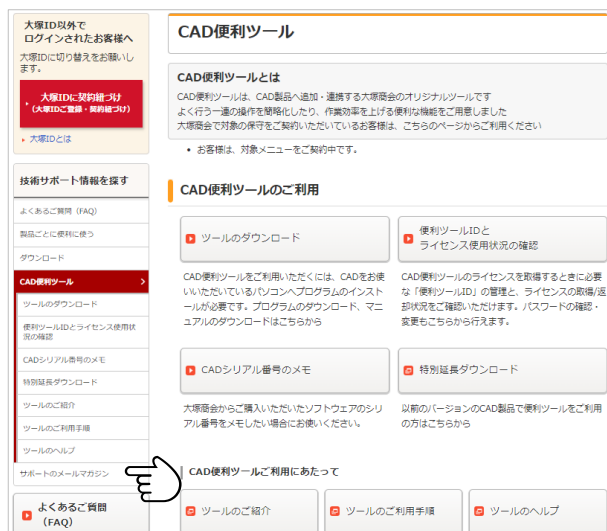 大塚ID以外で
ログインされたお客様へ
大塚IDに切り替えをお願いし
ます。
大塚IDに契約紐づけ
(大塚IDご登録・契約紐づけ)
大塚IDとは
技術サポート情報を探す
よくあるご質問（FAQ）
製品ごとに便利に使う
ダウンロード
CAD便利ツール
ツールのダウンロード
便利ツールIDとライセンス使用状
況の確認
CADシリアル番号のメモ
特別延長ダウンロード
ツールのご紹介
ツールのご利用手順
ツールのヘルプ
サポートのメールマガジン
よくあるご質問
（FAQ）
CAD便利ツール
CAD便利ツールとは
CAD便利ツールは、CAD製品へ追加・連携する大塚商会のオリジナルツールです
よく行う一連の操作を簡略化したり、作業効率を上げる便利な機能をご用意しました
大塚商会で対象の保守をご契約いただいているお客様は、こちらのページからご利用ください
• お客様は、対象メニューをご契約中です。
CAD便利ツールのご利用
ツールのダウンロード
CAD便利ツールをご利用いただくには、CADをお使
いいただいているパソコンへプログラムのインスト
ールが必要です。プログラムのダウンロード、マニ
ュアルのダウンロードはこちらから
便利ツールIDと
ライセンス使用状況の確認
CAD便利ツールのライセンスを取得するときに必要
な「便利ツールID」の管理と、ライセンスの取得/返
却状況をご確認いただけます。パスワードの確認・
変更もこちらから行えます。
CADシリアル番号のメモ
大塚商会からご購入いただいたソフトウェアのシリ
アル番号をメモしたい場合にお使いください。
特別延長ダウンロード
以前のバージョンのCAD製品で便利ツールをご利用
の方はこちらから
CAD便利ツールご利用にあたって
ツールのご紹介
ツールのご利用手順
ツールのヘルプ